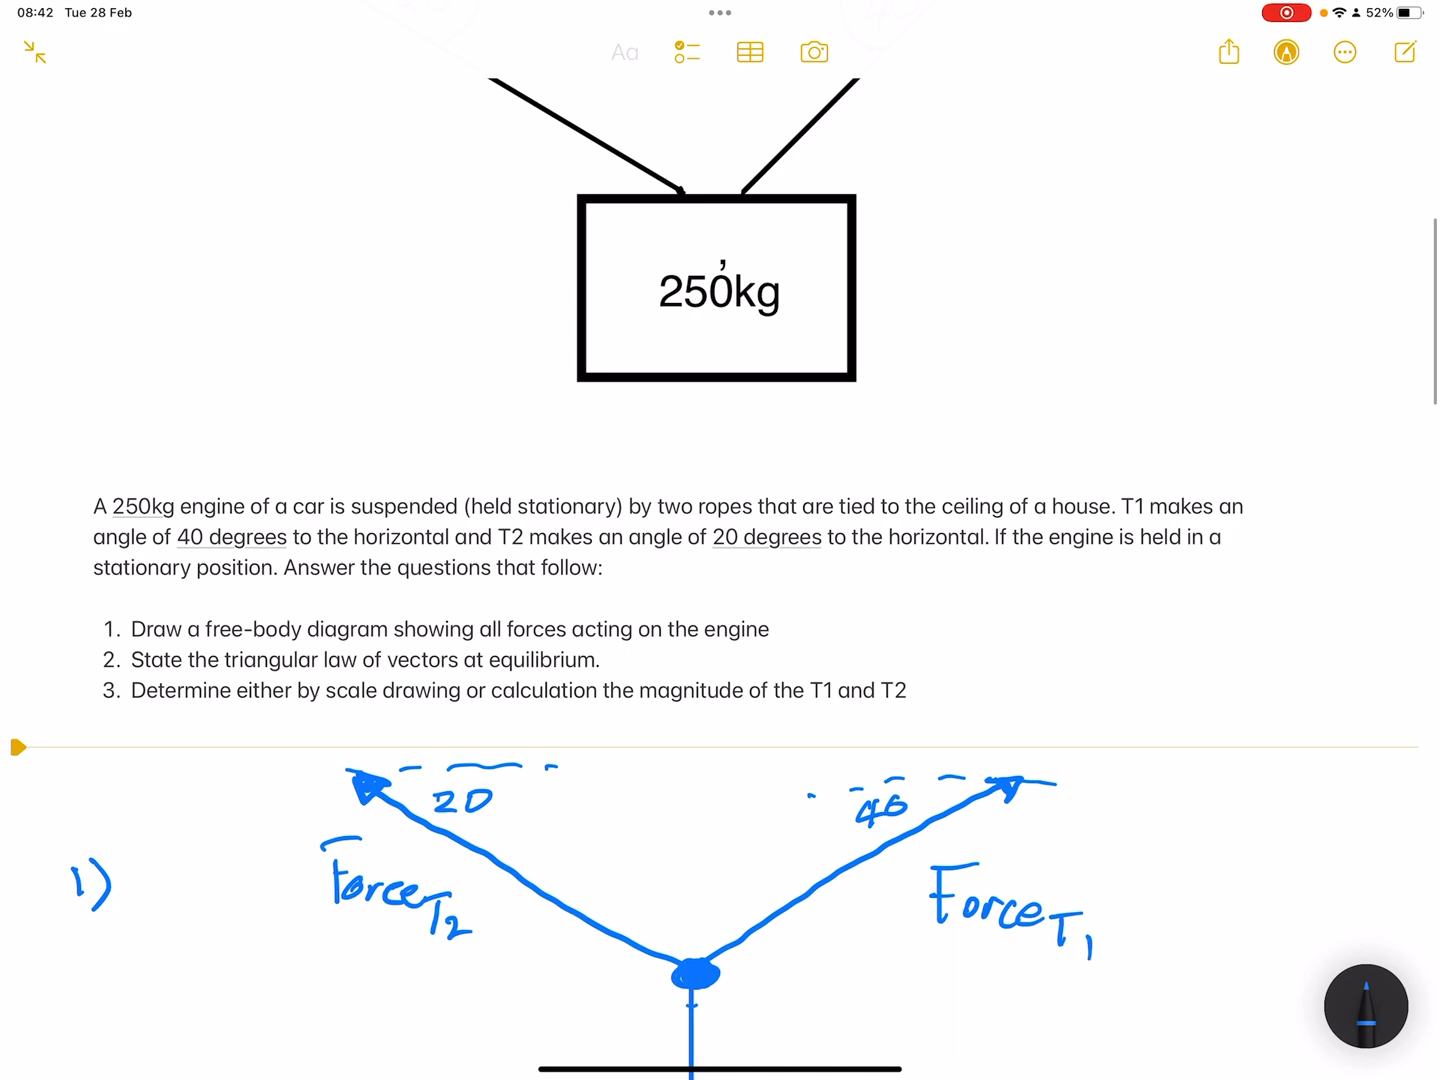 08:42 Tue 28 Feb
52%
Aa
250kg
A 250kg engine of a car is suspended (held stationary) by two ropes that are tied to the ceiling of a house. T1 makes an
angle of 40 degrees to the horizontal and T2 makes an angle of 20 degrees to the horizontal. If the engine is held in a
stationary position. Answer the questions that follow:
1. Draw a free-body diagram showing all forces acting on the engine
2. State the triangular law of vectors at equilibrium.
3. Determine either by scale drawing or calculation the magnitude of the T1 and T2
20
40
1)
Force T2
Force T1